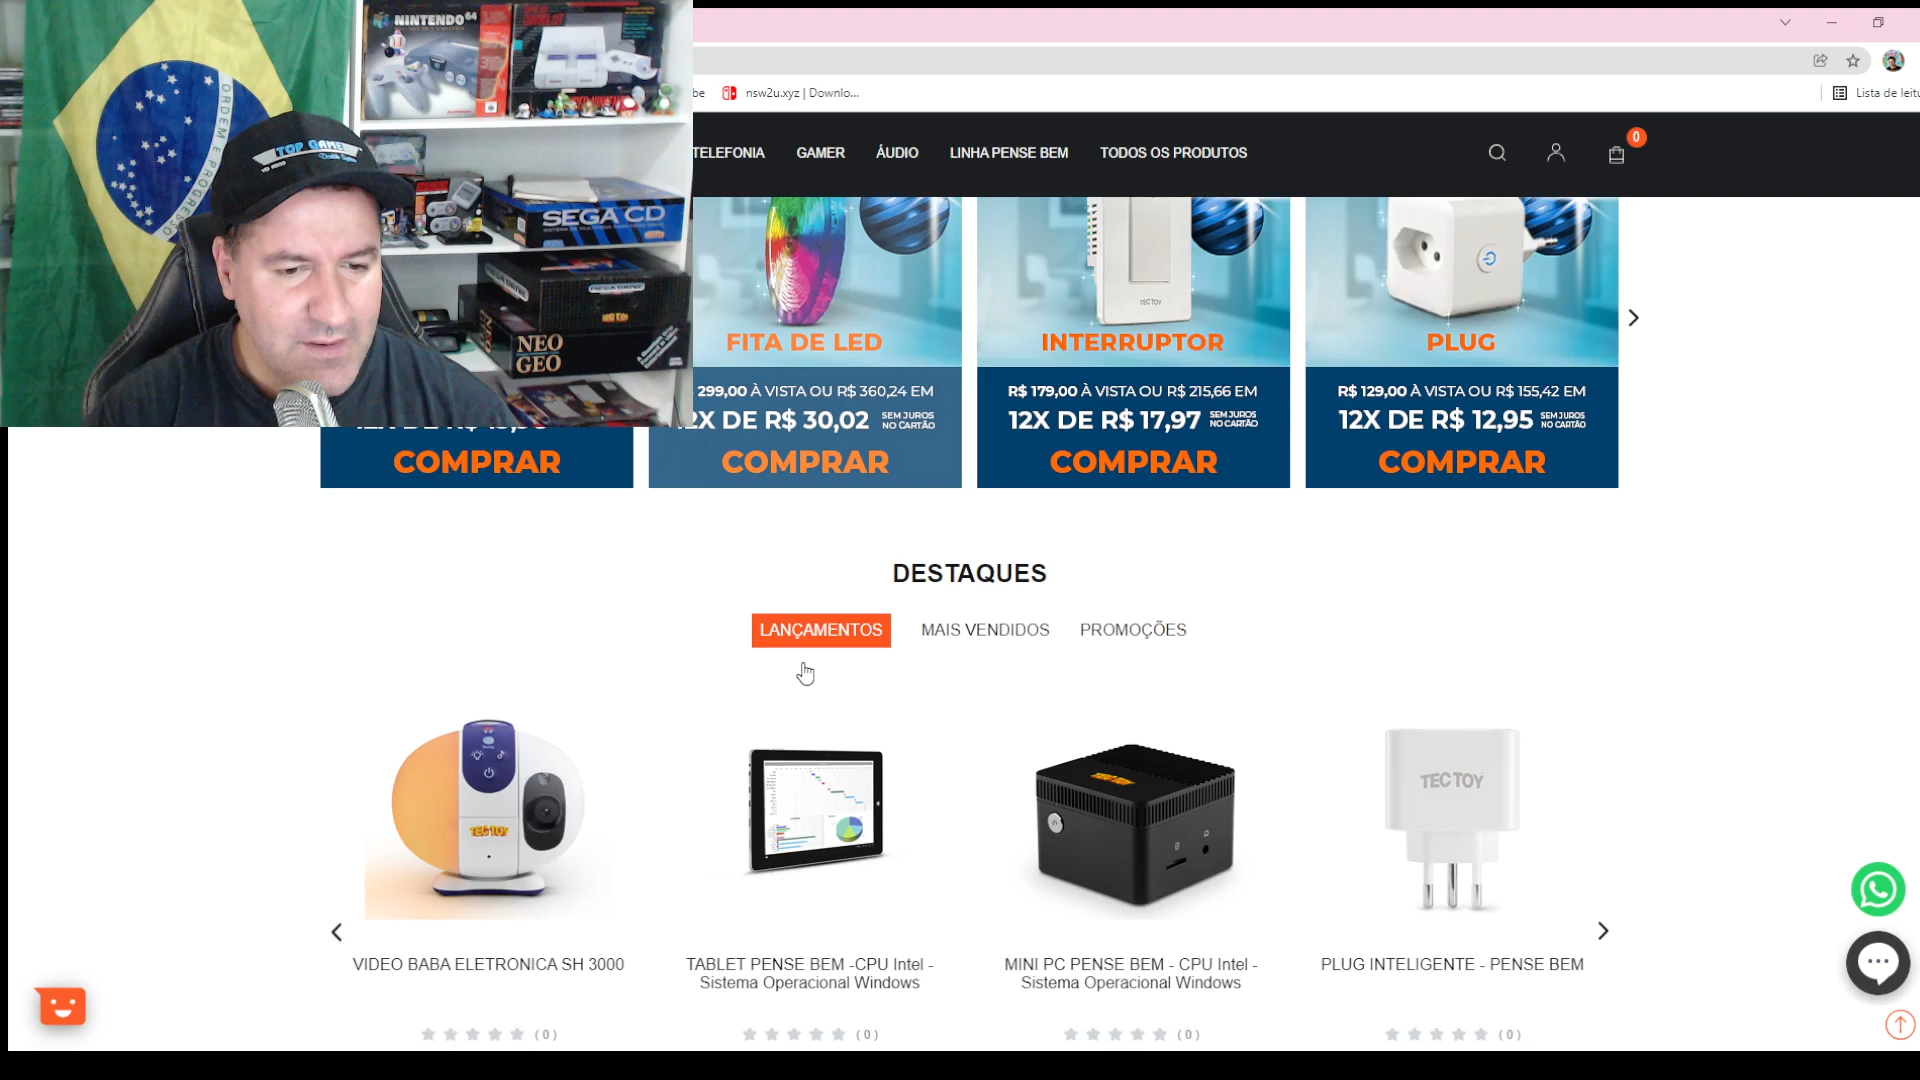 NINTENDO 64
ORDEM E PROGRESSO
TOP GAME
SEGA CD
NEO
GEO
be
nsw2u.xyz | Downlo...
Lista de leitu
TELEFONIA
GAMER
ÁUDIO
LINHA PENSE BEM
TODOS OS PRODUTOS
0
TECTOY
FITA DE LED
INTERRUPTOR
PLUG
299,00 À VISTA OU R$ 360,24 EM
R$ 179,00 À VISTA OU R$ 215,66 EM
R$ 129,00 À VISTA OU R$ 155,42 EM
2X DE R$ 30,02 SEM JUROS
NO CARTÃO
12X DE R$ 17,97 SEM JUROS
NO CARTÃO
12X DE R$ 12,95 SEM JUROS
NO CARTÃO
COMPRAR
COMPRAR
COMPRAR
COMPRAR
DESTAQUES
LANÇAMENTOS
MAIS VENDIDOS
PROMOÇÕES
TECTOY
TEC TOY
VIDEO BABA ELETRONICA SH 3000
TABLET PENSE BEM -CPU Intel -
Sistema Operacional Windows
MINI PC PENSE BEM - CPU Intel -
Sistema Operacional Windows
PLUG INTELIGENTE - PENSE BEM
( 0 )
( 0 )
( 0 )
( 0 )